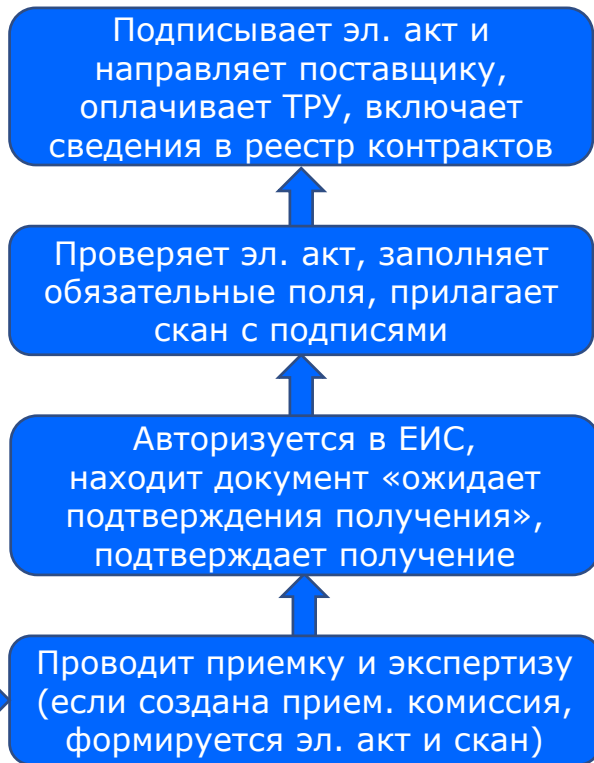 Подписывает эл. акт и
направляет поставщику,
оплачивает ТРУ, включает
сведения в реестр контрактов
Проверяет эл. акт, заполняет
обязательные поля, прилагает
скан с подписями
Авторизуется в ЕИС,
находит документ «ожидает
подтверждения получения»,
подтверждает получение
Проводит приемку и экспертизу
(если создана прием. комиссия,
формируется эл. акт и скан)